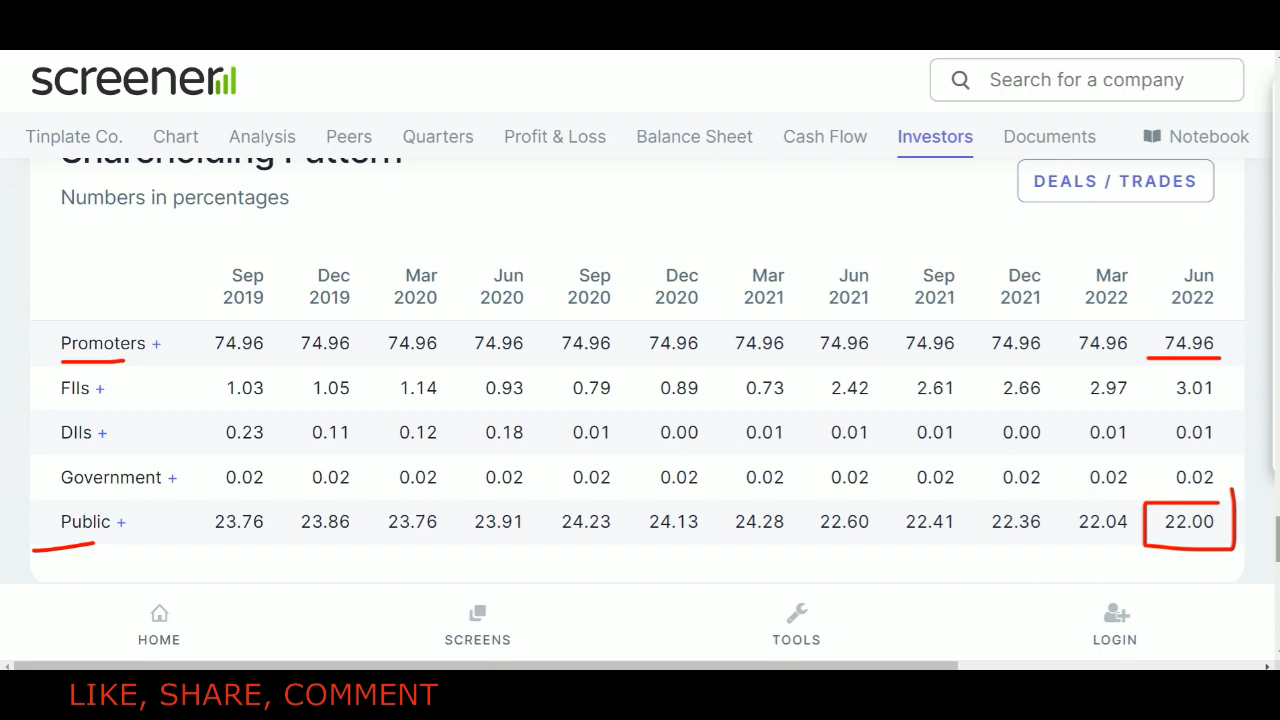 screener
Search for a company
Tinplate Co. Chart Analysis Peers Quarters Profit & Loss Balance Sheet Cash Flow Investors Documents Notebook
Shareholding Pattern
DEALS / TRADES
Numbers in percentages
Sep 2019 Dec 2019 Mar 2020 Jun 2020 Sep 2020 Dec 2020 Mar 2021 Jun 2021 Sep 2021 Dec 2021 Mar 2022 Jun 2022
Promoters + 74.96 74.96 74.96 74.96 74.96 74.96 74.96 74.96 74.96 74.96 74.96 74.96
FIIs + 1.03 1.05 1.14 0.93 0.79 0.89 0.73 2.42 2.61 2.66 2.97 3.01
DIIs + 0.23 0.11 0.12 0.18 0.01 0.00 0.01 0.01 0.01 0.00 0.01 0.01
Government + 0.02 0.02 0.02 0.02 0.02 0.02 0.02 0.02 0.02 0.02 0.02 0.02
Public + 23.76 23.86 23.76 23.91 24.23 24.13 24.28 22.60 22.41 22.36 22.04 22.00
HOME SCREENS TOOLS LOGIN
LIKE, SHARE, COMMENT